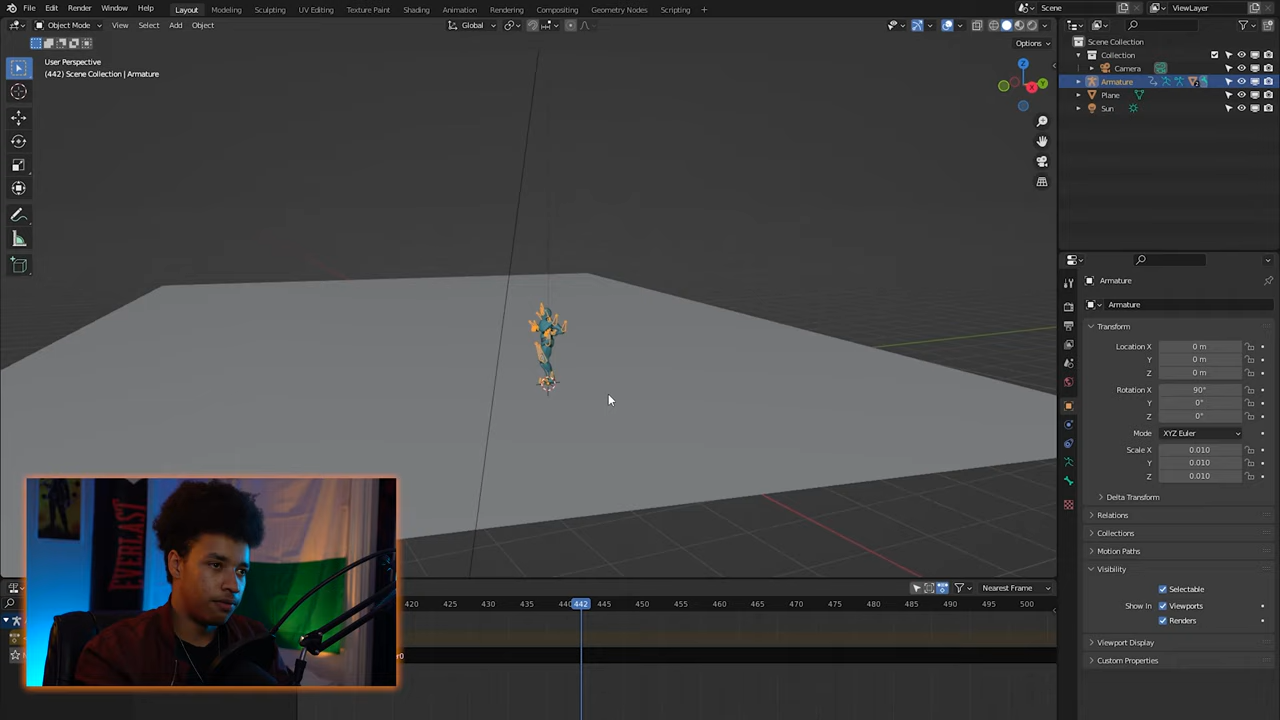 File Edit Render Window Help Layout Modeling Sculpting UV Editing Texture Paint Shading Animation Rendering Compositing Geometry Nodes Scripting + Scene ViewLayer
Object Mode View Select Add Object Global
Options
User Perspective
(442) Scene Collection | Armature
Z
Y
X
Scene Collection
Collection
Camera
Armature
Plane
Sun
Armature
Armature
Transform
Location X 0 m
Y 0 m
Z 0 m
Rotation X 90°
Y 0°
Z 0°
Mode XYZ Euler
Scale X 0.010
Y 0.010
Z 0.010
Delta Transform
Relations
Collections
Motion Paths
Visibility
Selectable
Show In Viewports
Renders
Viewport Display
Custom Properties
EVERLAST
Nearest Frame
420 425 430 435 440 442 445 450 455 460 465 470 475 480 485 490 495 500